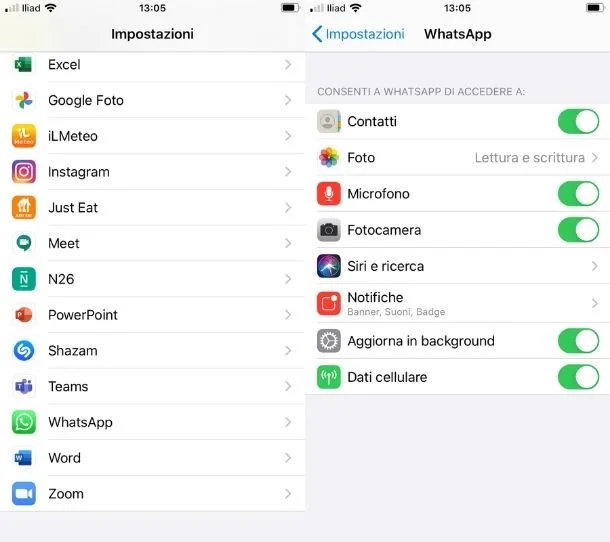 Iliad 13:05
Impostazioni
Excel
Google Foto
iLMeteo
Instagram
Just Eat
Meet
N26
PowerPoint
Shazam
Teams
WhatsApp
Word
Zoom
Iliad 13:05
Impostazioni WhatsApp
CONSENTI A WHATSAPP DI ACCEDERE A:
Contatti
Foto Lettura e scrittura
Microfono
Fotocamera
Siri e ricerca
Notifiche
Banner, Suoni, Badge
Aggiorna in background
Dati cellulare